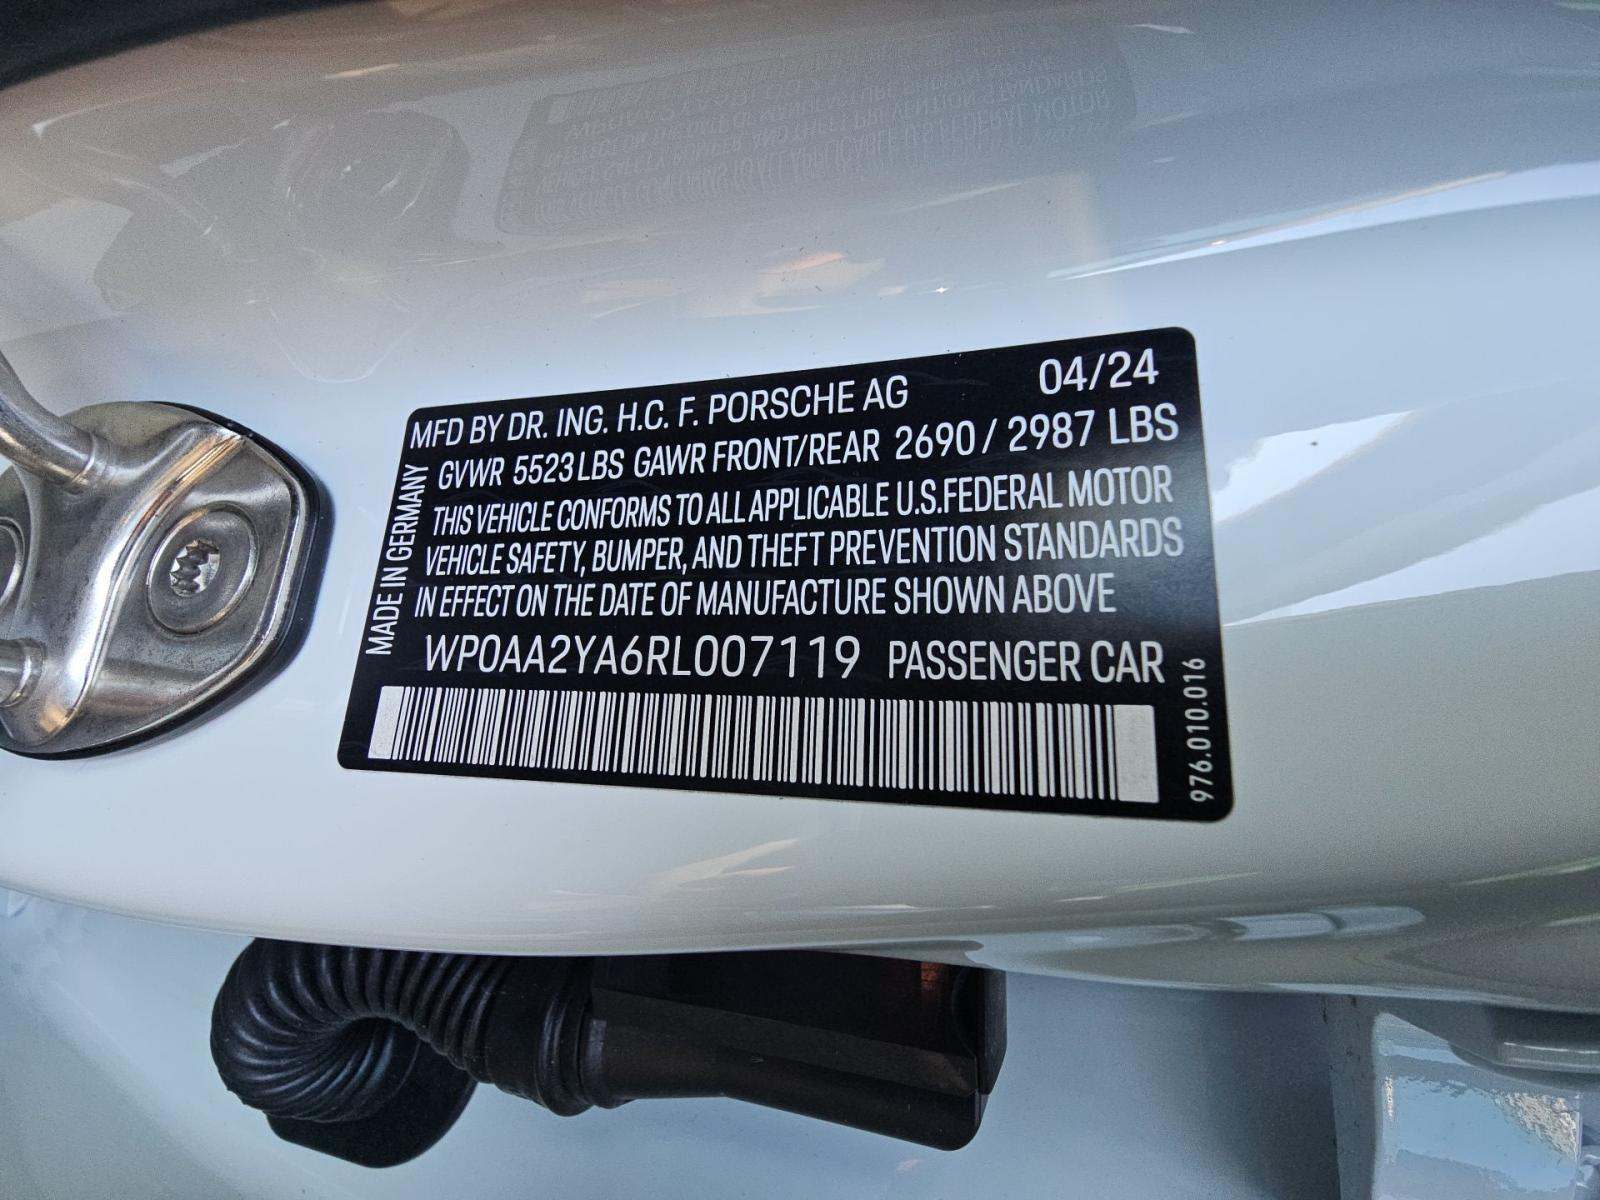 MFD BY DR. ING. H.C. F. PORSCHE AG 04/24
GVWR 5523 LBS GAWR FRONT/REAR 2690 / 2987 LBS
THIS VEHICLE CONFORMS TO ALL APPLICABLE U.S.FEDERAL MOTOR
VEHICLE SAFETY, BUMPER, AND THEFT PREVENTION STANDARDS
IN EFFECT ON THE DATE OF MANUFACTURE SHOWN ABOVE
WP0AA2YA6RL007119 PASSENGER CAR
MADE IN GERMANY
976.010.016